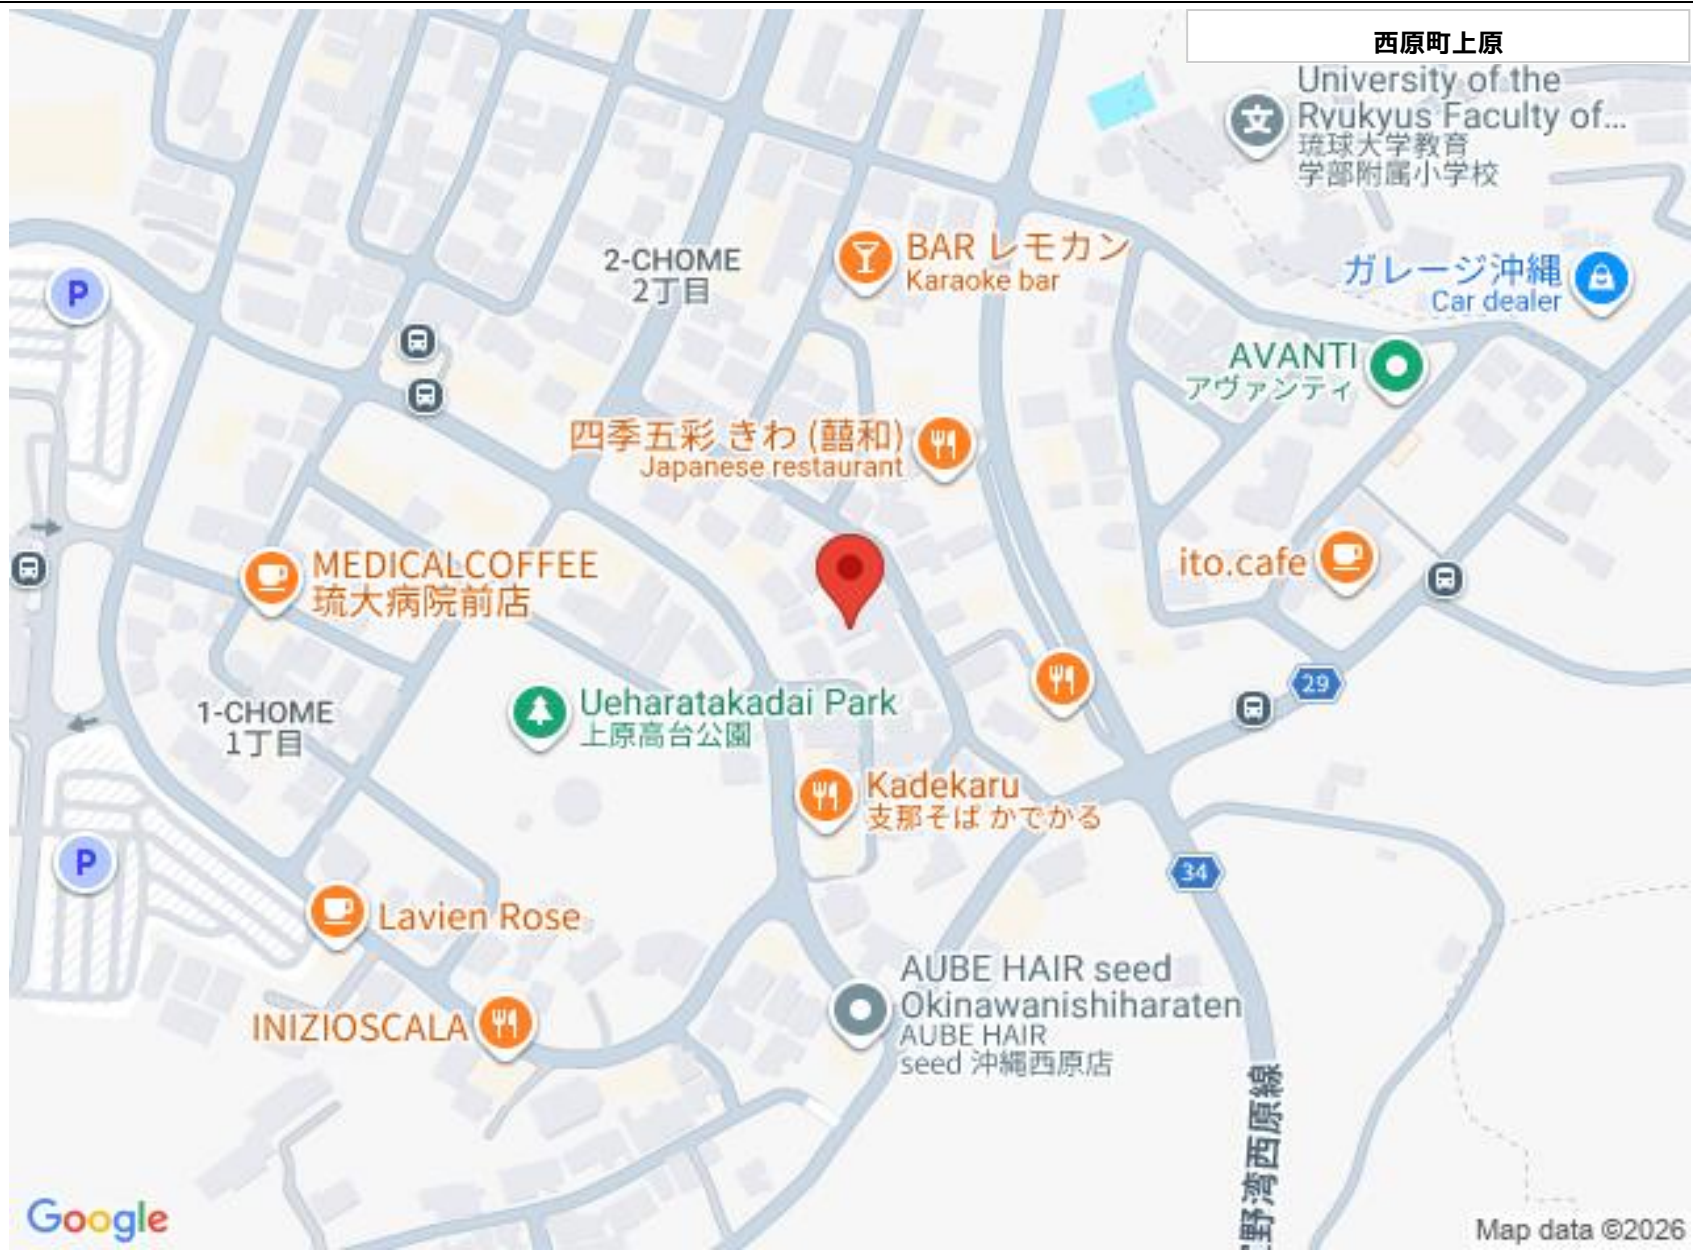 西原町上原
University of the
Ryukyus Faculty of...
琉球大学教育
学部附属小学校
BAR レモカン
Karaoke bar
2-CHOME
2丁目
ガレージ沖縄
Car dealer
P
AVANTI
アヴァンティ
四季五彩 きわ (囍和)
Japanese restaurant
MEDICALCOFFEE
琉大病院前店
ito.cafe
29
Ueharatakadai Park
上原高台公園
1-CHOME
1丁目
Kadekaru
支那そば かでかる
P
34
Lavien Rose
AUBE HAIR seed
Okinawanishiharaten
AUBE HAIR
seed 沖縄西原店
INIZIOSCALA
野湾西原線
Google
Map data ©2026